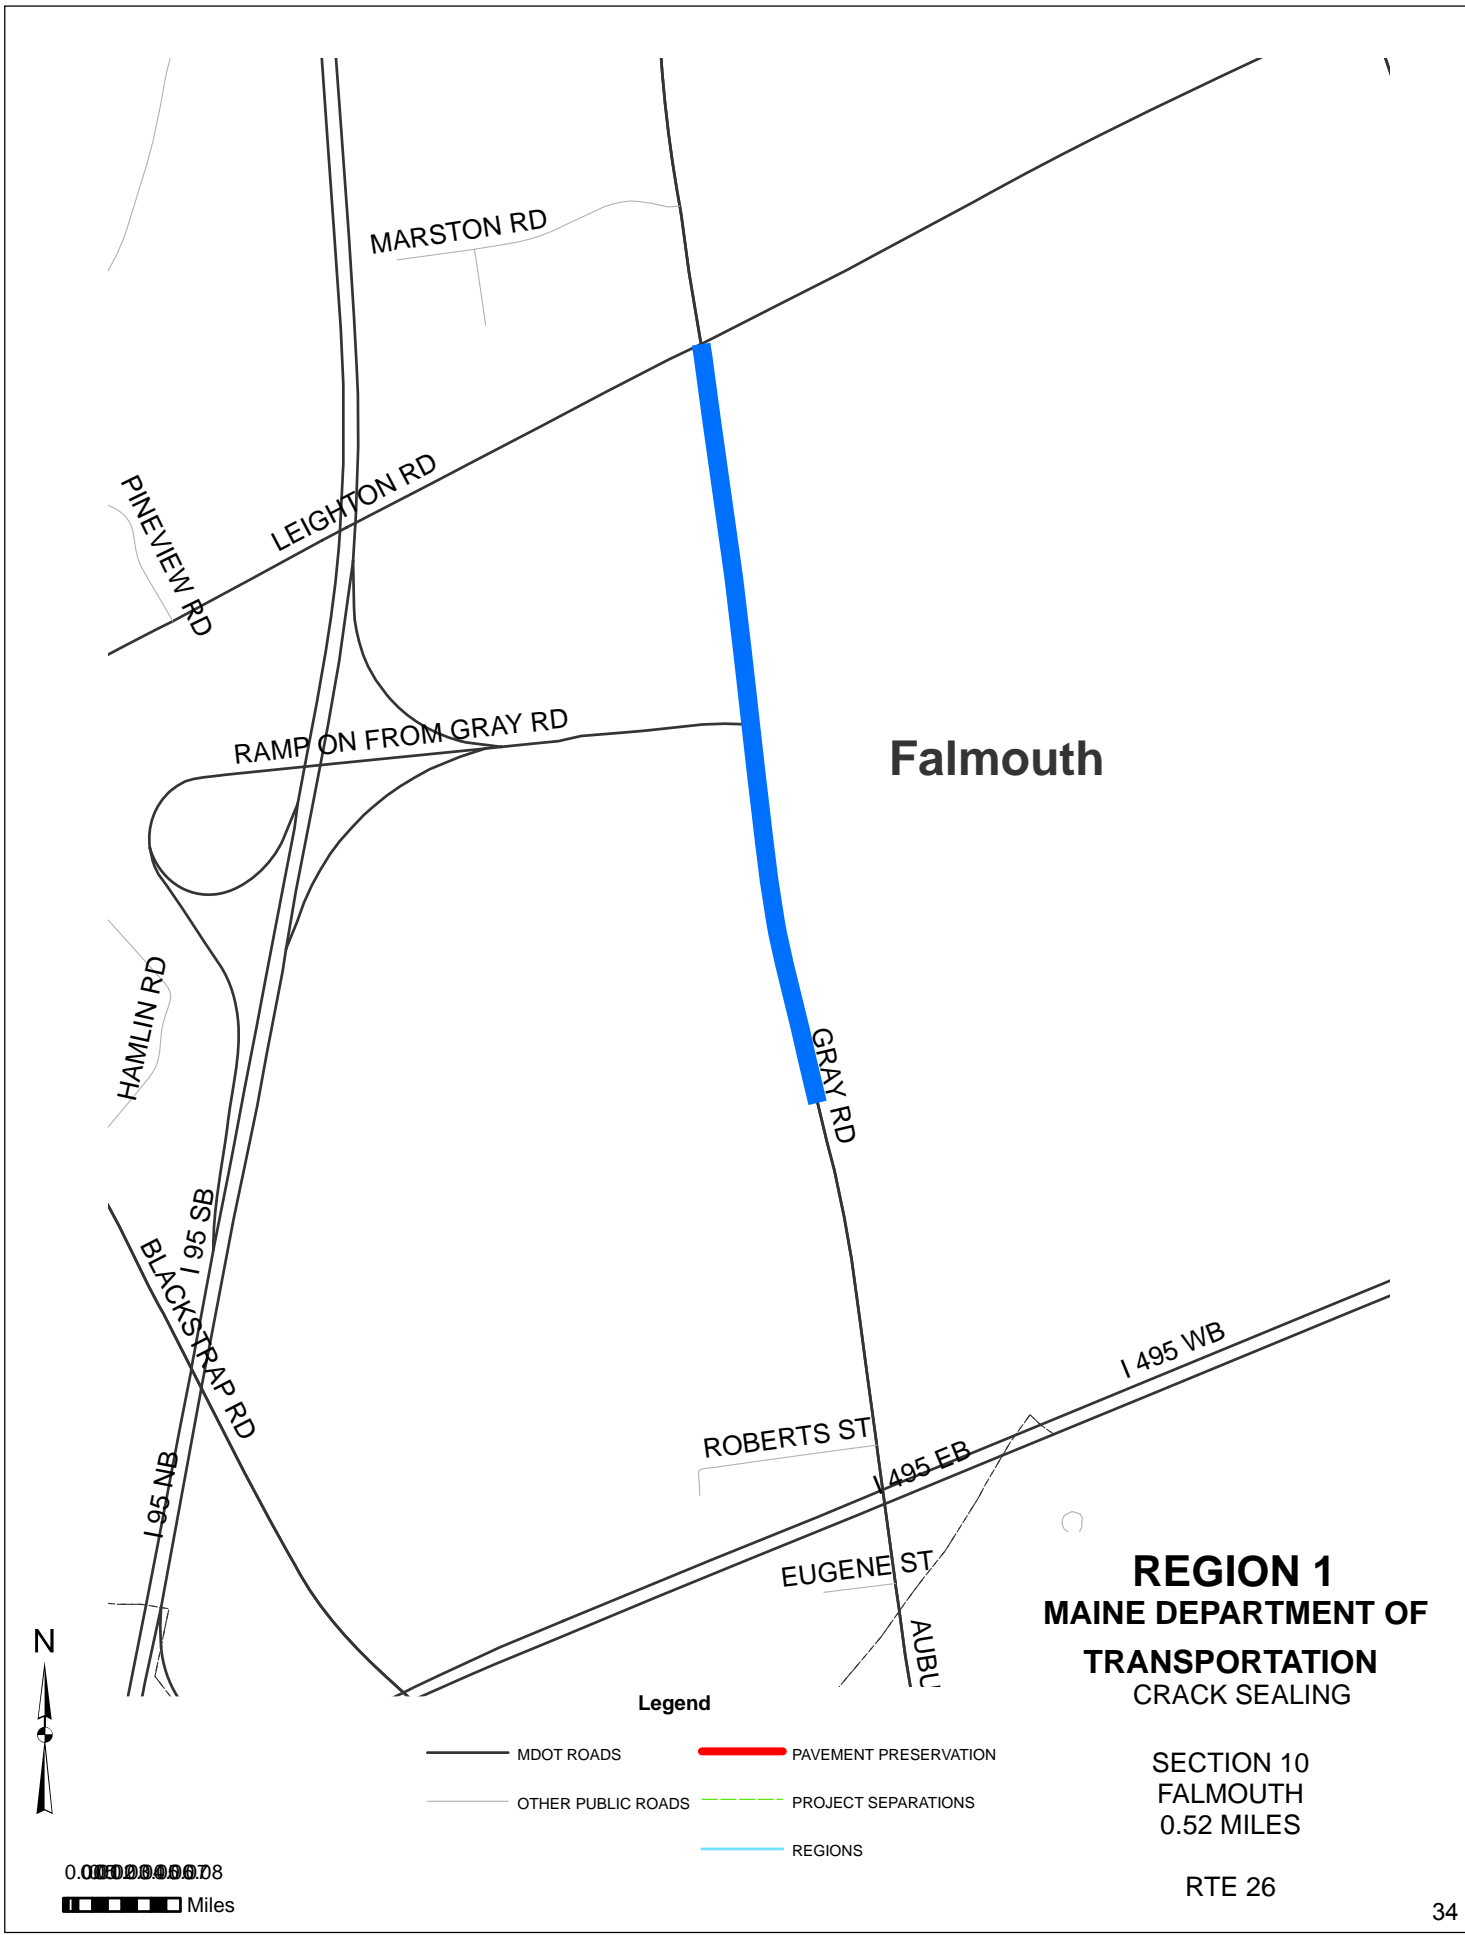 MARSTON RD
LEIGHTON RD
PINEVIEW RD
RAMP ON FROM GRAY RD
Falmouth
HAMLIN RD
GRAY RD
I 95 SB
BLACKSTRAP RD
I 495 WB
ROBERTS ST
I 495 EB
I 95 NB
EUGENE ST
AUBU
REGION 1
MAINE DEPARTMENT OF
TRANSPORTATION
CRACK SEALING
SECTION 10
FALMOUTH
0.52 MILES
RTE 26
N
Legend
MDOT ROADS
PAVEMENT PRESERVATION
OTHER PUBLIC ROADS
PROJECT SEPARATIONS
REGIONS
Miles
34